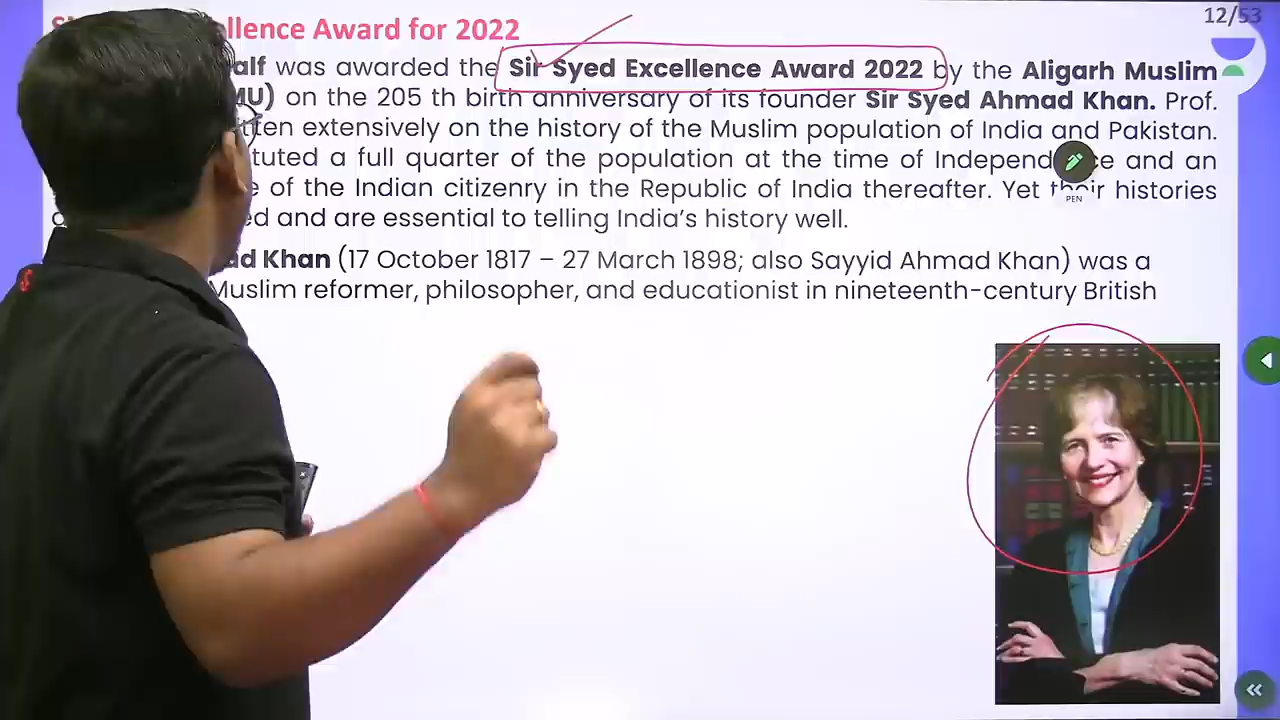 12/53
ellence Award for 2022
alf was awarded the Sir Syed Excellence Award 2022 by the Aligarh Muslim
MU) on the 205 th birth anniversary of its founder Sir Syed Ahmad Khan. Prof.
tten extensively on the history of the Muslim population of India and Pakistan.
tuted a full quarter of the population at the time of and an
e of the Indian citizenry in the Republic of India thereafter. Yet their histories
ed and are essential to telling India's history well.
ad Khan (17 October 1817 – 27 March 1898; also Sayyid Ahmad Khan) was a
Muslim reformer, philosopher, and educationist in nineteenth-century British
PEN